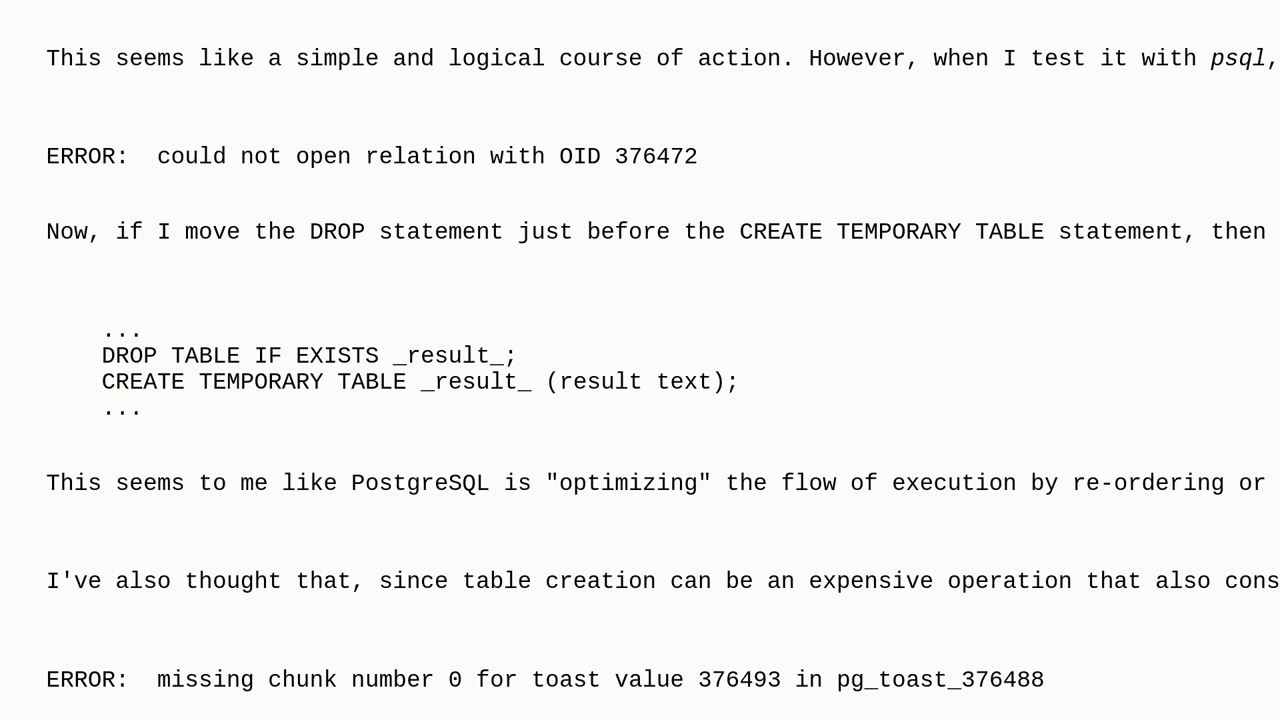 This seems like a simple and logical course of action. However, when I test it with psql,
ERROR:  could not open relation with OID 376472
Now, if I move the DROP statement just before the CREATE TEMPORARY TABLE statement, then
...
DROP TABLE IF EXISTS _result_;
CREATE TEMPORARY TABLE _result_ (result text);
...
This seems to me like PostgreSQL is "optimizing" the flow of execution by re-ordering or
I've also thought that, since table creation can be an expensive operation that also cons
ERROR:  missing chunk number 0 for toast value 376493 in pg_toast_376488